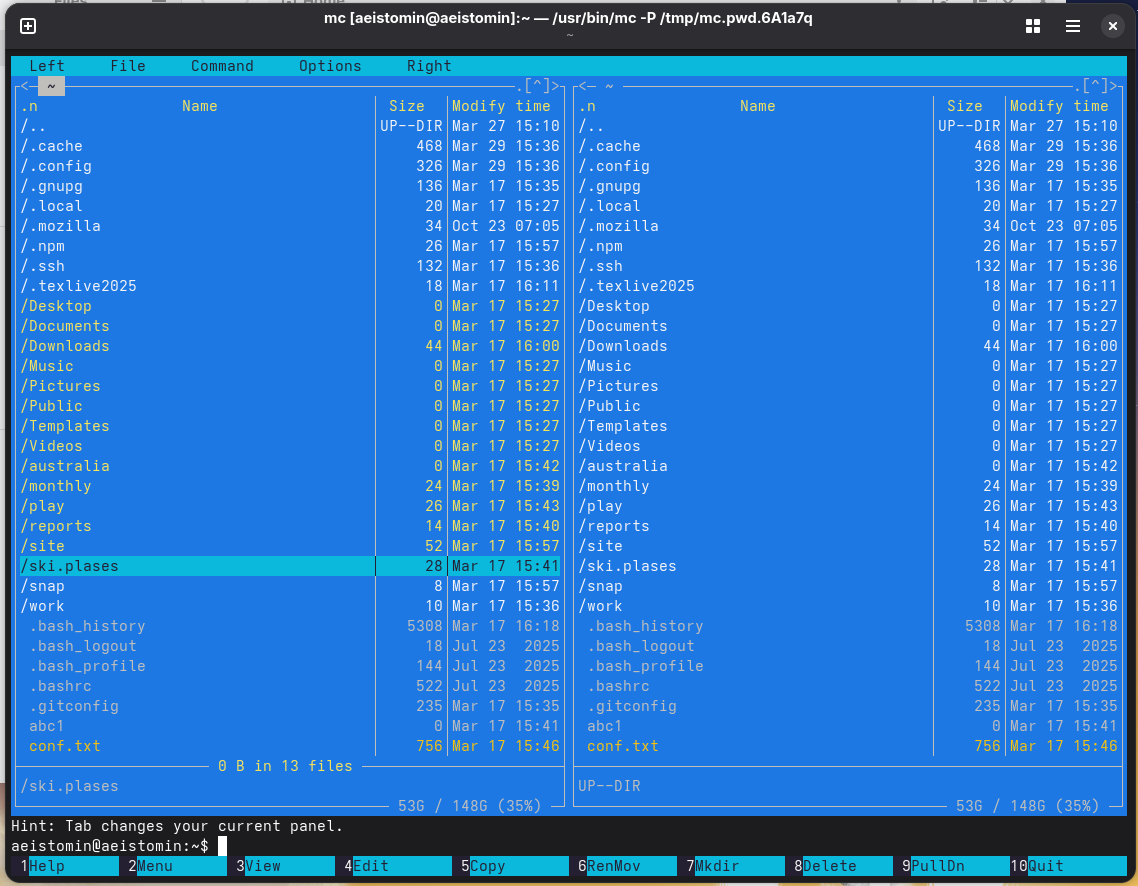 mc [aeistomin@aeistomin]:~ — /usr/bin/mc -P /tmp/mc.pwd.6A1a7q
~
Left File Command Options Right
<─ ~ .[^]> <─ ~ .[^]>
.n Name Size Modify time .n Name Size Modify time
/.. UP--DIR Mar 27 15:10 /.. UP--DIR Mar 27 15:10
/.cache 468 Mar 29 15:36 /.cache 468 Mar 29 15:36
/.config 326 Mar 29 15:36 /.config 326 Mar 29 15:36
/.gnupg 136 Mar 17 15:35 /.gnupg 136 Mar 17 15:35
/.local 20 Mar 17 15:27 /.local 20 Mar 17 15:27
/.mozilla 34 Oct 23 07:05 /.mozilla 34 Oct 23 07:05
/.npm 26 Mar 17 15:57 /.npm 26 Mar 17 15:57
/.ssh 132 Mar 17 15:36 /.ssh 132 Mar 17 15:36
/.texlive2025 18 Mar 17 16:11 /.texlive2025 18 Mar 17 16:11
/Desktop 0 Mar 17 15:27 /Desktop 0 Mar 17 15:27
/Documents 0 Mar 17 15:27 /Documents 0 Mar 17 15:27
/Downloads 44 Mar 17 16:00 /Downloads 44 Mar 17 16:00
/Music 0 Mar 17 15:27 /Music 0 Mar 17 15:27
/Pictures 0 Mar 17 15:27 /Pictures 0 Mar 17 15:27
/Public 0 Mar 17 15:27 /Public 0 Mar 17 15:27
/Templates 0 Mar 17 15:27 /Templates 0 Mar 17 15:27
/Videos 0 Mar 17 15:27 /Videos 0 Mar 17 15:27
/australia 0 Mar 17 15:42 /australia 0 Mar 17 15:42
/monthly 24 Mar 17 15:39 /monthly 24 Mar 17 15:39
/play 26 Mar 17 15:43 /play 26 Mar 17 15:43
/reports 14 Mar 17 15:40 /reports 14 Mar 17 15:40
/site 52 Mar 17 15:57 /site 52 Mar 17 15:57
/ski.plases 28 Mar 17 15:41 /ski.plases 28 Mar 17 15:41
/snap 8 Mar 17 15:57 /snap 8 Mar 17 15:57
/work 10 Mar 17 15:36 /work 10 Mar 17 15:36
.bash_history 5308 Mar 17 16:18 .bash_history 5308 Mar 17 16:18
.bash_logout 18 Jul 23 2025 .bash_logout 18 Jul 23 2025
.bash_profile 144 Jul 23 2025 .bash_profile 144 Jul 23 2025
.bashrc 522 Jul 23 2025 .bashrc 522 Jul 23 2025
.gitconfig 235 Mar 17 15:35 .gitconfig 235 Mar 17 15:35
abc1 0 Mar 17 15:41 abc1 0 Mar 17 15:41
conf.txt 756 Mar 17 15:46 conf.txt 756 Mar 17 15:46
0 B in 13 files
/ski.plases UP--DIR
53G / 148G (35%) 53G / 148G (35%)
Hint: Tab changes your current panel.
aeistomin@aeistomin:~$
1Help 2Menu 3View 4Edit 5Copy 6RenMov 7Mkdir 8Delete 9PullDn 10Quit